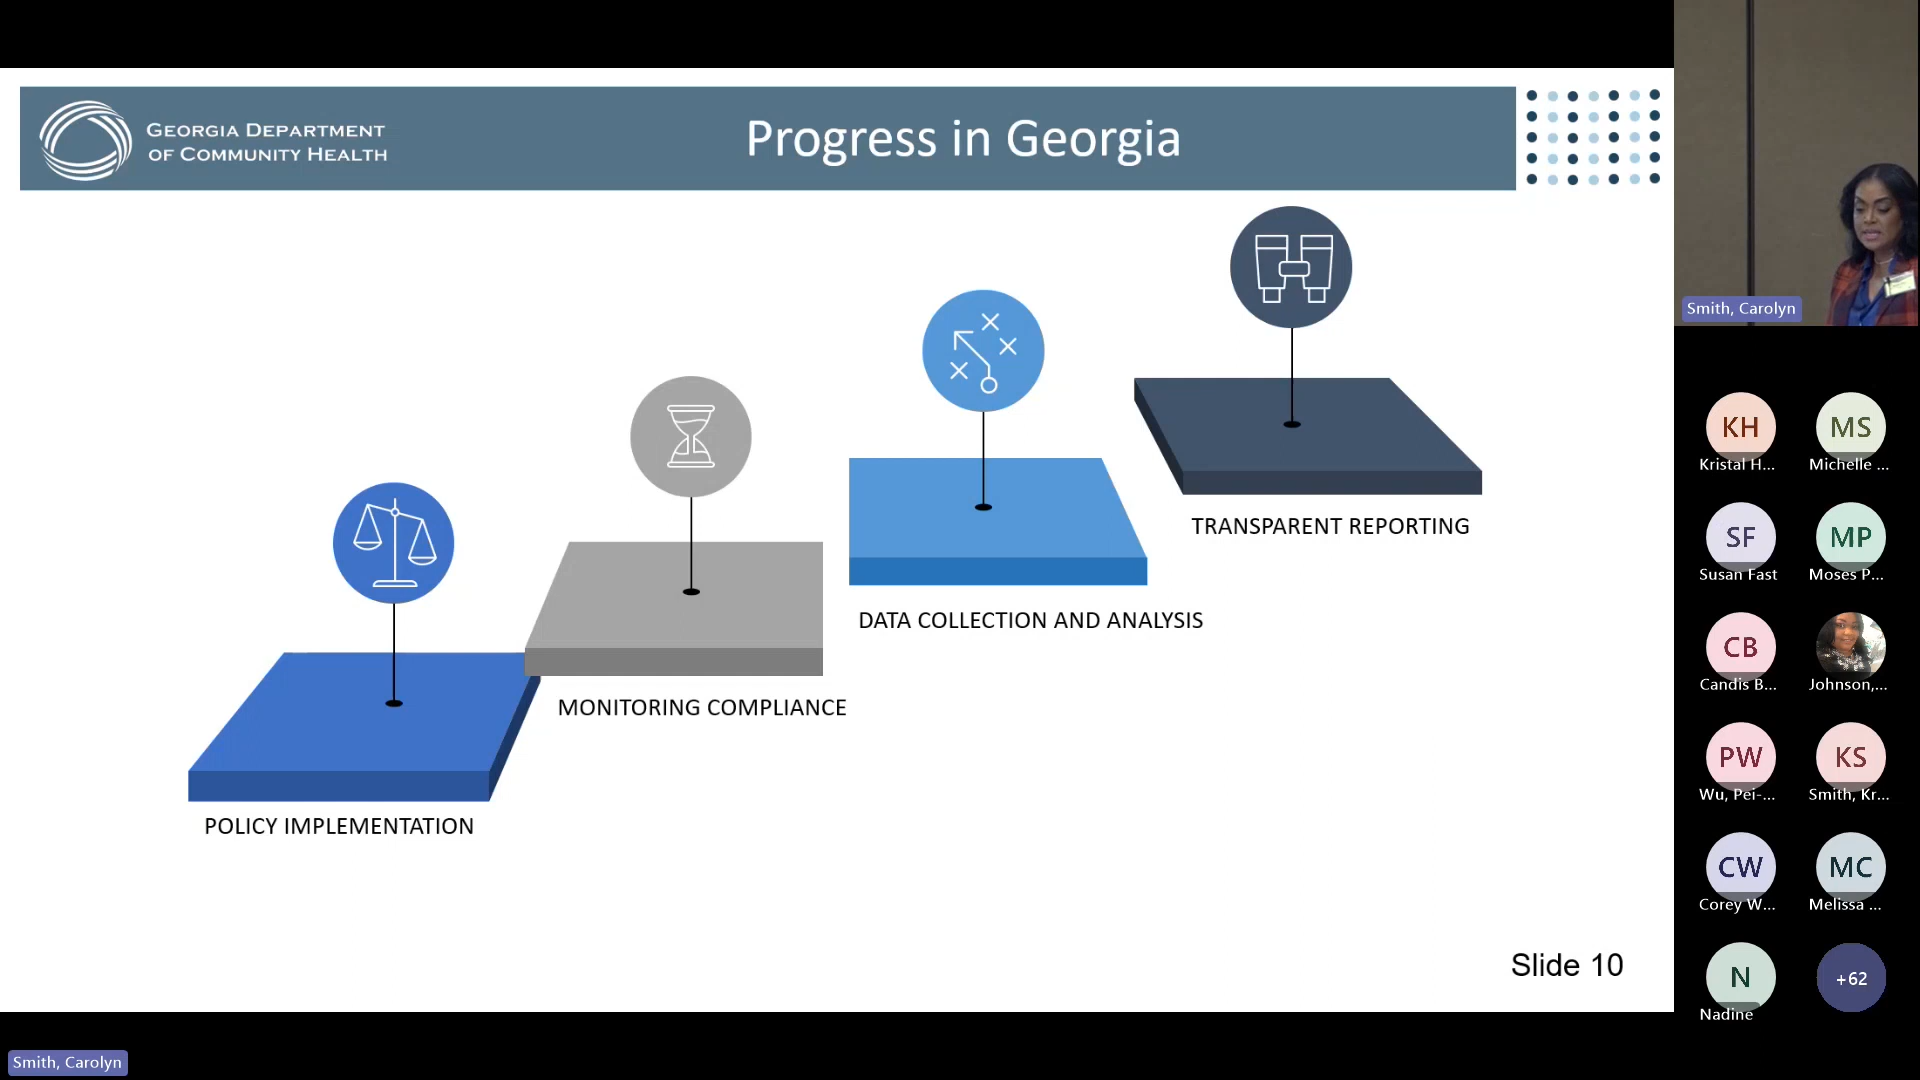 GEORGIA DEPARTMENT
OF COMMUNITY HEALTH
Progress in Georgia
TRANSPARENT REPORTING
DATA COLLECTION AND ANALYSIS
MONITORING COMPLIANCE
POLICY IMPLEMENTATION
Slide 10
Smith, Carolyn
Smith, Carolyn
KH
Kristal H...
MS
Michelle ...
SF
Susan Fast
MP
Moses P...
CB
Candis B...
Johnson,...
PW
Wu, Pei-...
KS
Smith, Kr...
CW
Corey W...
MC
Melissa ...
N
Nadine
+62